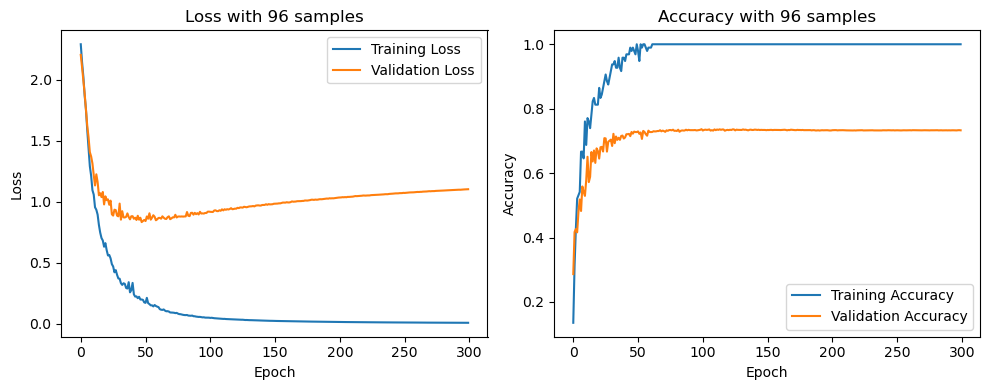 Loss with 96 samples
Training Loss
Validation Loss
2.0
1.5
1.0
0.5
0.0
Loss
0
50
100
150
200
250
300
Epoch
Accuracy with 96 samples
1.0
0.8
0.6
0.4
0.2
Accuracy
Training Accuracy
Validation Accuracy
0
50
100
150
200
250
300
Epoch